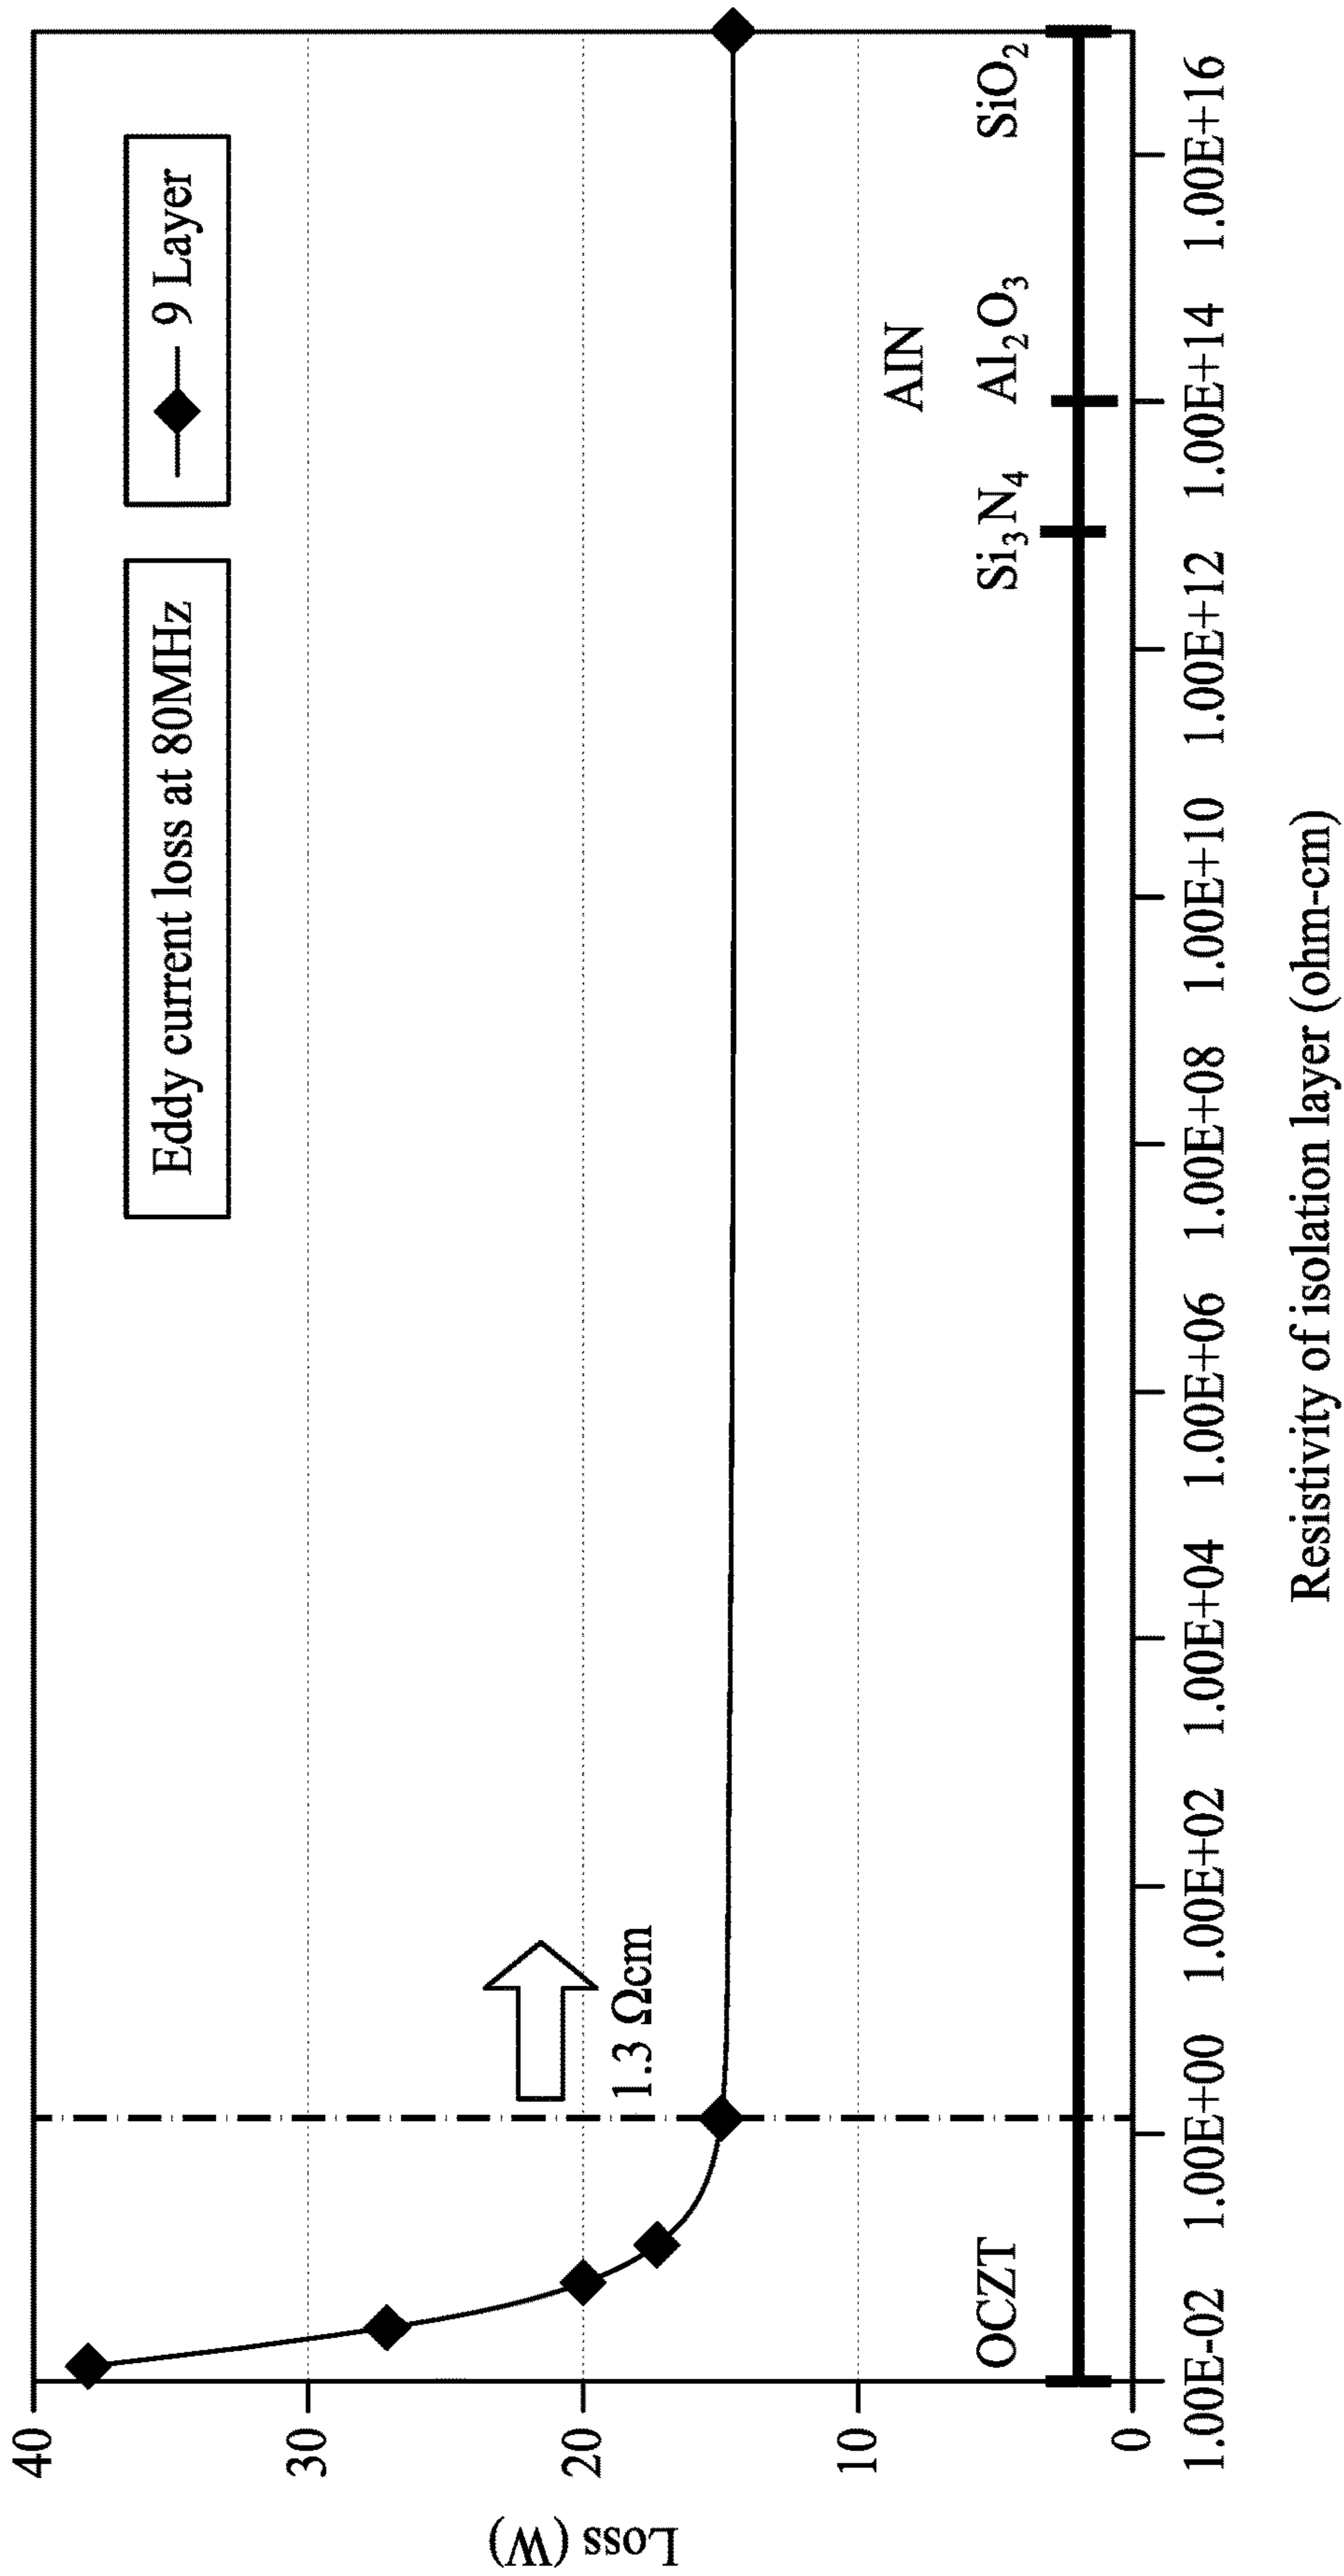 Eddy current loss at 80MHz
9 Layer
Loss (W)
40
30
20
10
0
1.3 Ωcm
OCZT
Si₃N₄
AlN
Al₂O₃
SiO₂
1.00E-02 1.00E+00 1.00E+02 1.00E+04 1.00E+06 1.00E+08 1.00E+10 1.00E+12 1.00E+14 1.00E+16
Resistivity of isolation layer (ohm-cm)